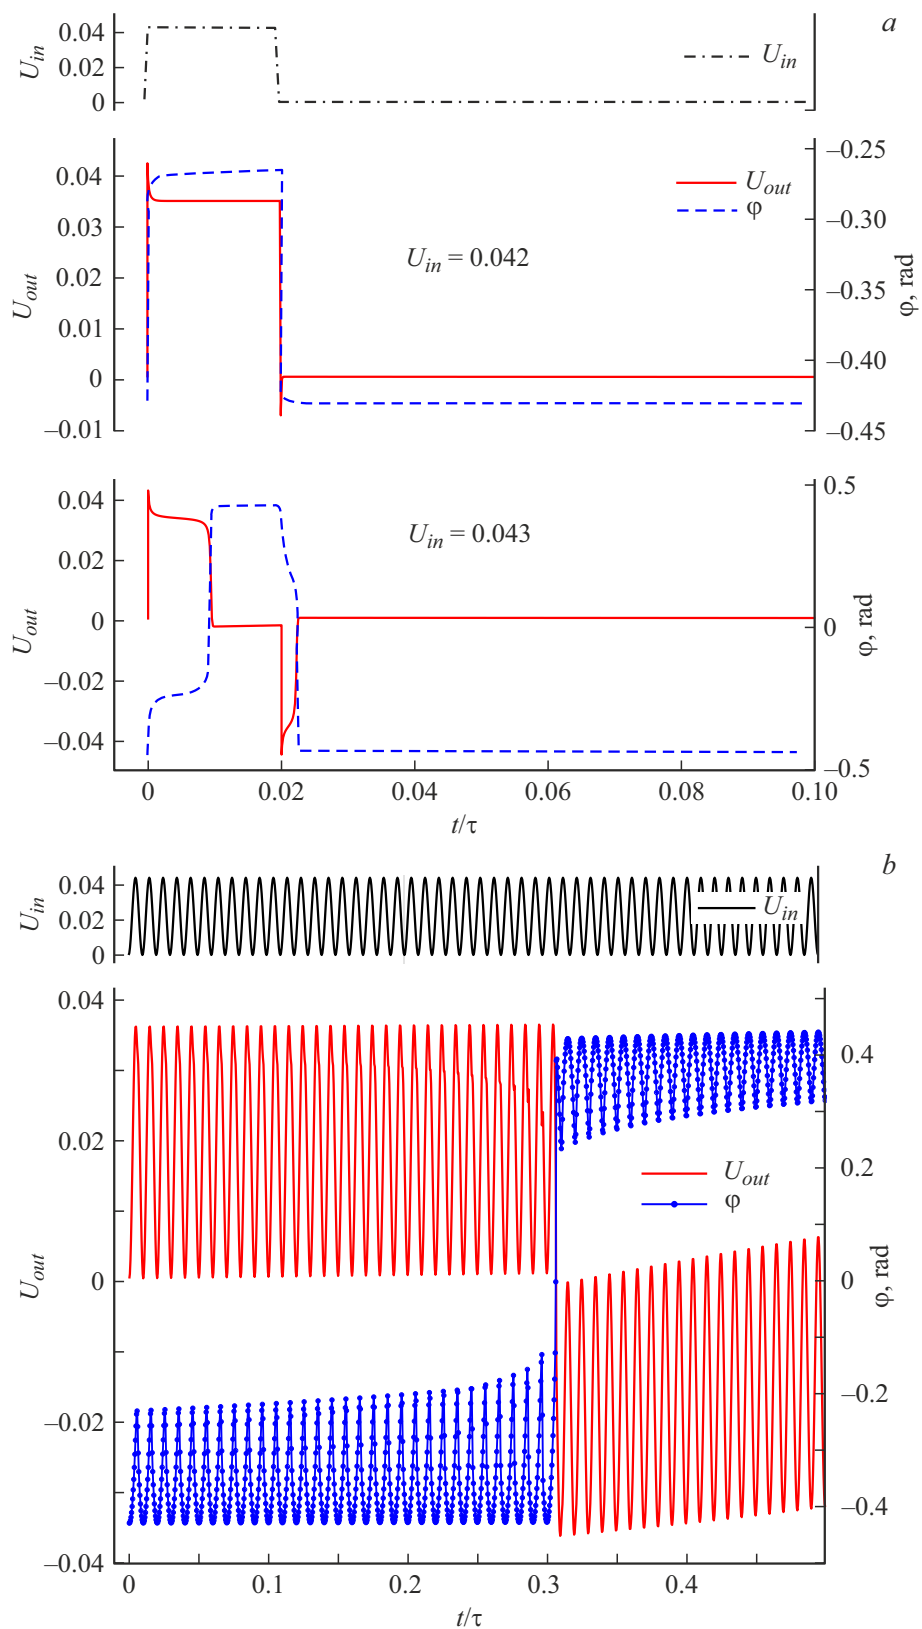 a
0.04
0.02
0
U_in
U_in
0.04
0.03
0.02
0.01
0
–0.01
U_out
U_out
φ
U_in = 0.042
–0.25
–0.30
–0.35
–0.40
–0.45
φ, rad
0.04
0.02
0
–0.02
–0.04
U_out
U_in = 0.043
0.5
0
–0.5
φ, rad
0 0.02 0.04 0.06 0.08 0.10
t/τ
b
0.04
0.02
0
U_in
U_in
0.04
0.02
0
–0.02
–0.04
U_out
U_out
φ
0.4
0.2
0
–0.2
–0.4
φ, rad
0 0.1 0.2 0.3 0.4
t/τ